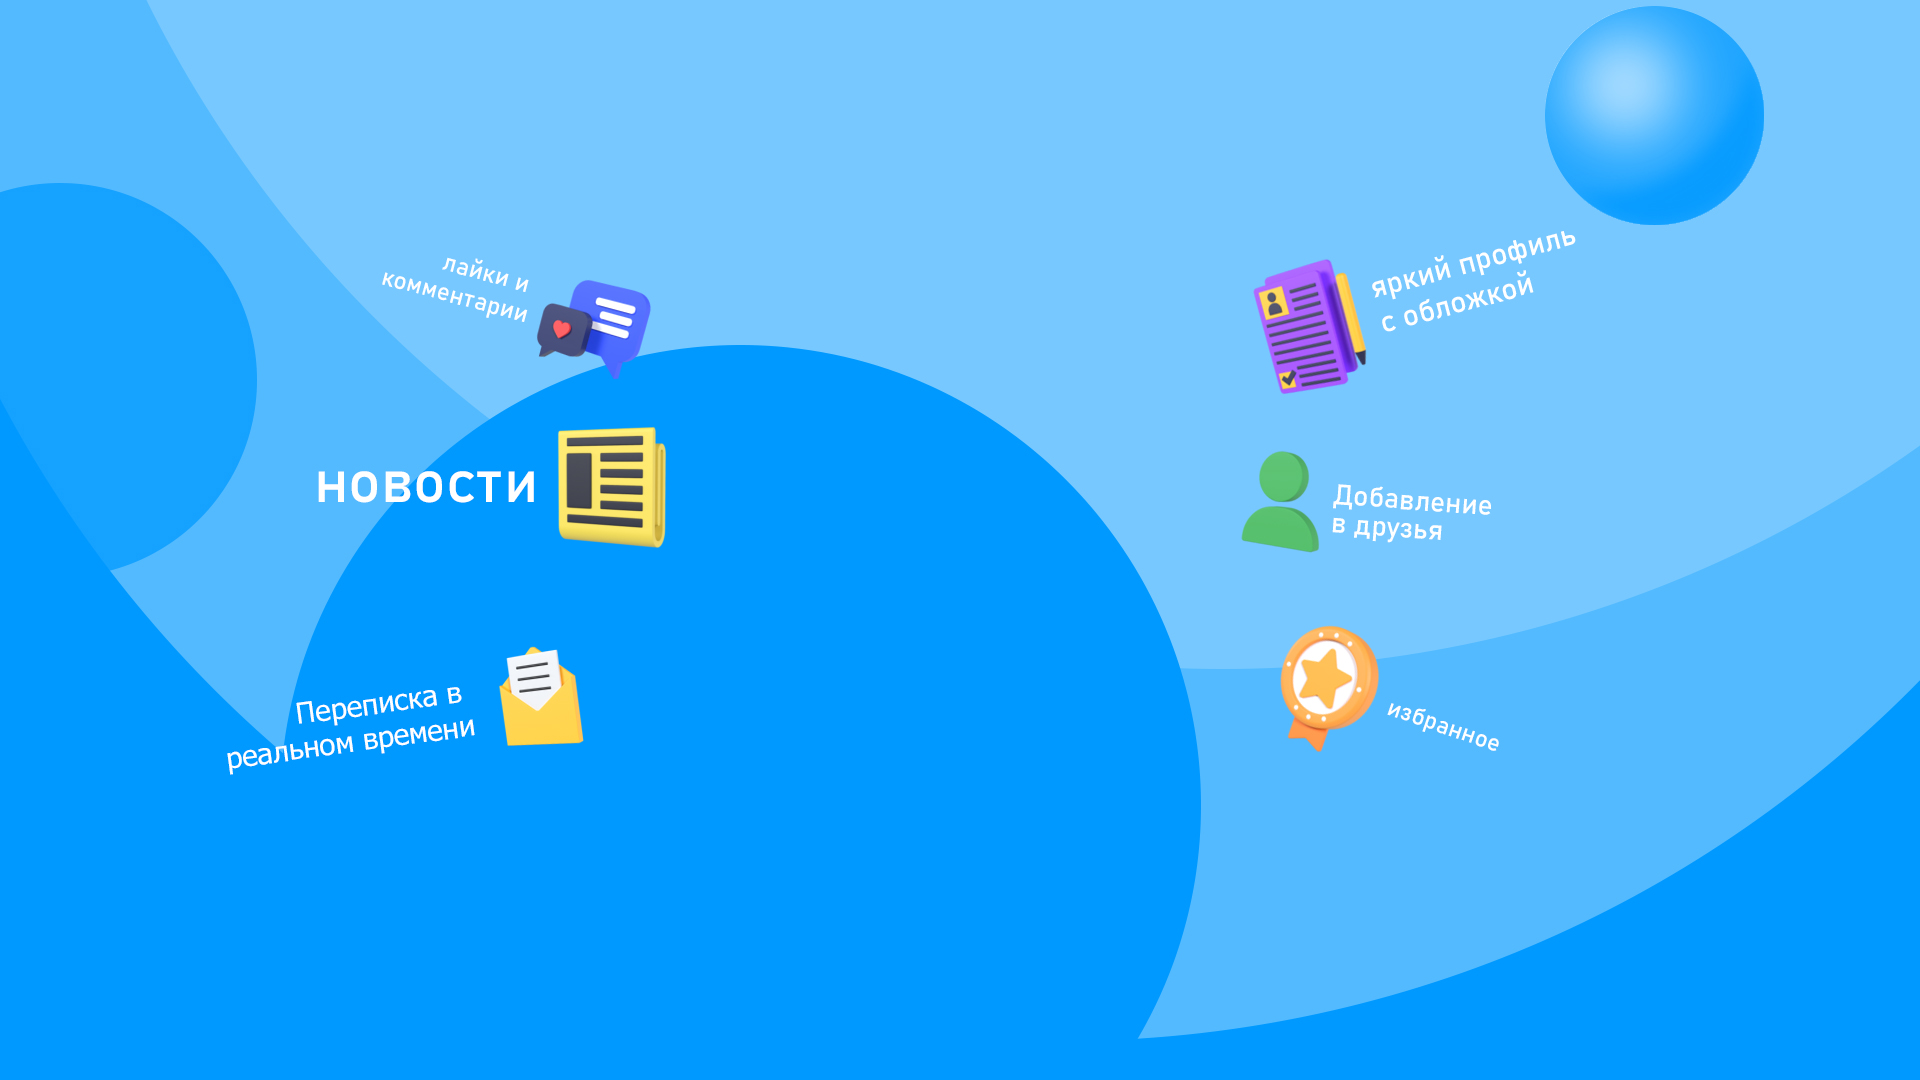 лайки и
комментарии
новости
Переписка в
реальном времени
яркий профиль
с обложкой
Добавление
в друзья
избранное